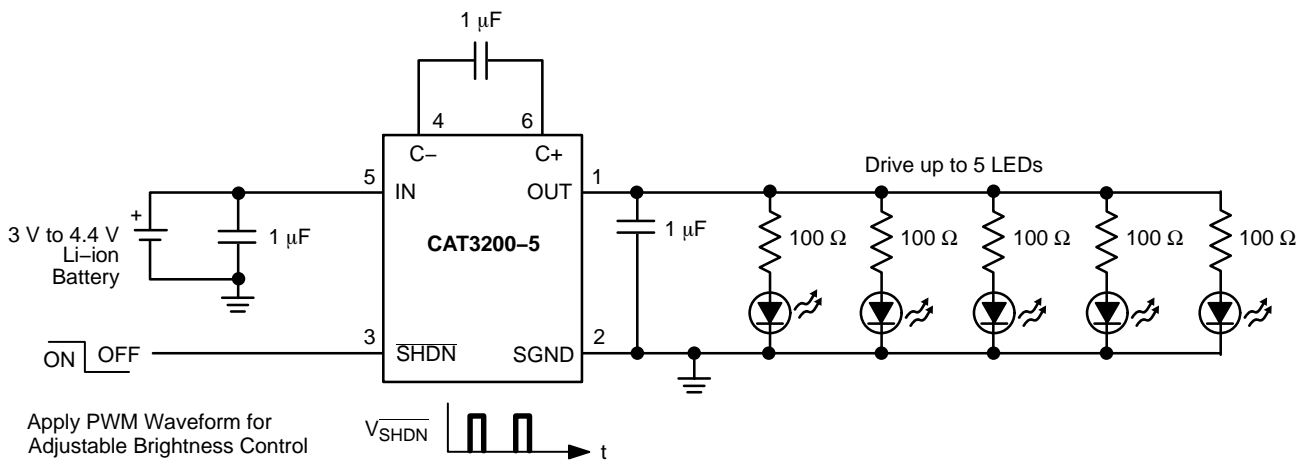 1 μF
4
6
C–
C+
5
IN
OUT
1
Drive up to 5 LEDs
+
3 V to 4.4 V
Li–ion
Battery
1 μF
CAT3200–5
1 μF
100 Ω
100 Ω
100 Ω
100 Ω
100 Ω
ON
OFF
3
SHDN
SGND
2
Apply PWM Waveform for
Adjustable Brightness Control
VSHDN
t